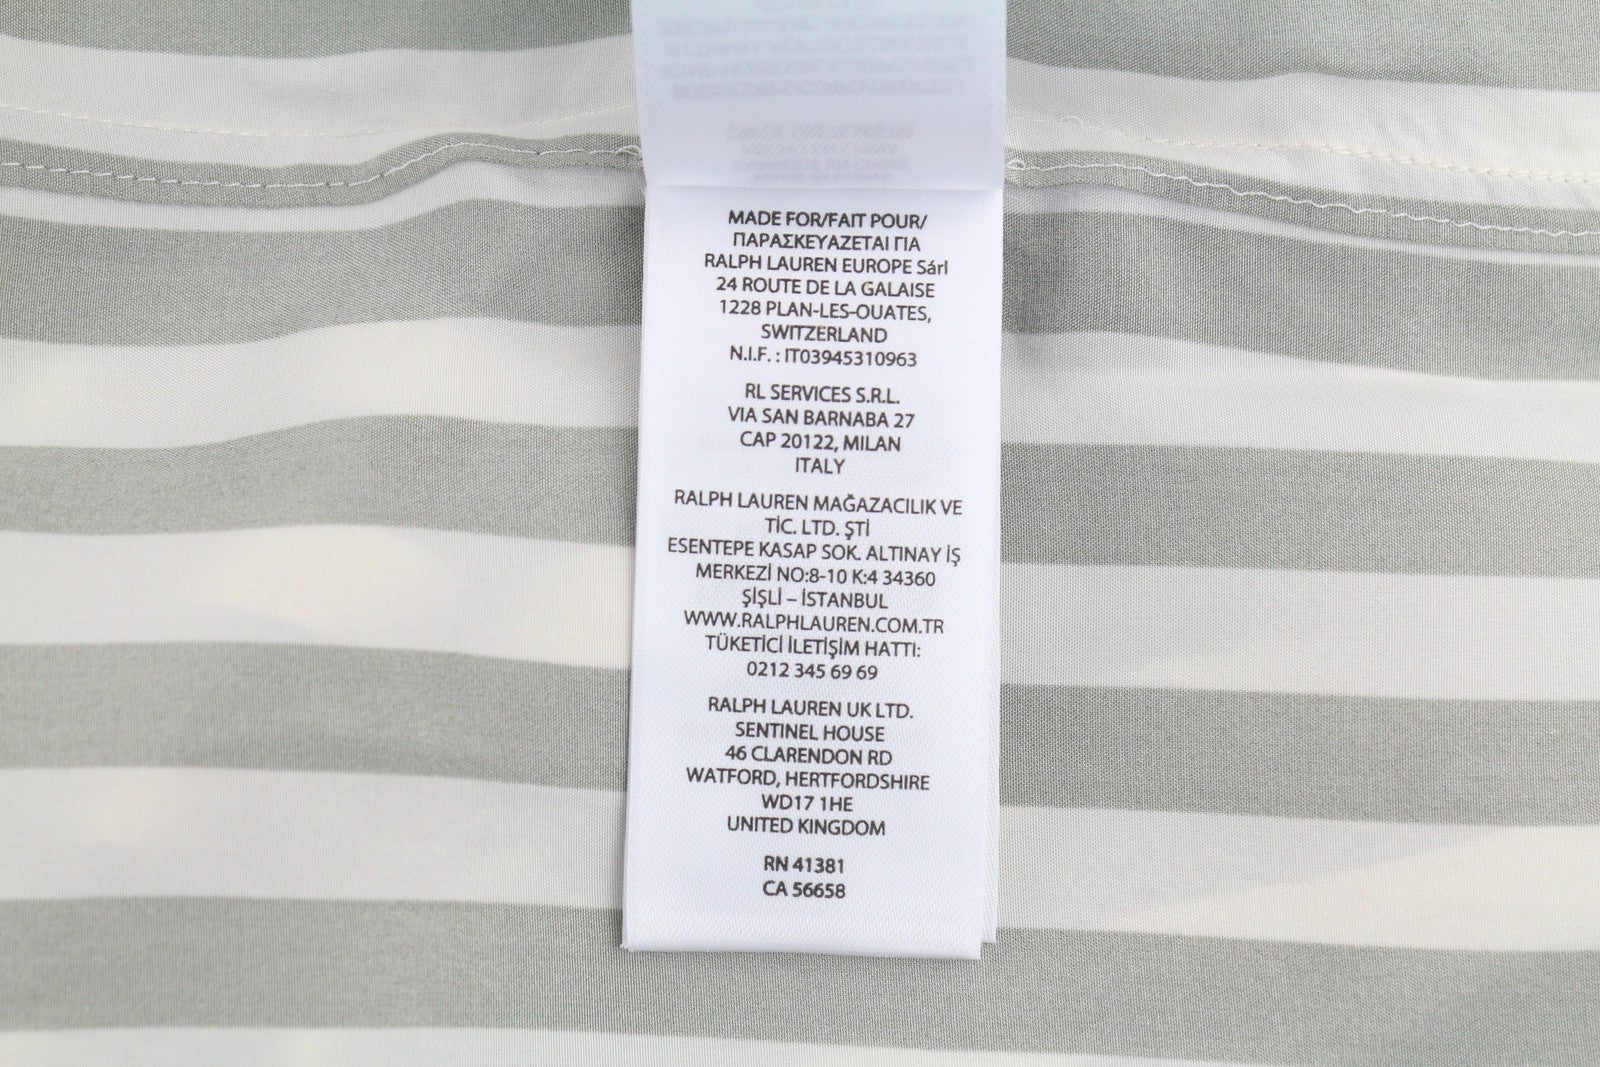 MADE FOR/FAIT POUR/
ΠΑΡΑΣΚΕΥΑΖΕΤΑΙ ΓΙΑ
RALPH LAUREN EUROPE Sárl
24 ROUTE DE LA GALAISE
1228 PLAN-LES-OUATES,
SWITZERLAND
N.I.F. : IT03945310963
RL SERVICES S.R.L.
VIA SAN BARNABA 27
CAP 20122, MILAN
ITALY
RALPH LAUREN MAĞAZACILIK VE
TİC. LTD. ŞTİ
ESENTEPE KASAP SOK. ALTINAY İŞ
MERKEZİ NO:8-10 K:4 34360
ŞİŞLİ – İSTANBUL
WWW.RALPHLAUREN.COM.TR
TÜKETİCİ İLETİŞİM HATTI:
0212 345 69 69
RALPH LAUREN UK LTD.
SENTINEL HOUSE
46 CLARENDON RD
WATFORD, HERTFORDSHIRE
WD17 1HE
UNITED KINGDOM
RN 41381
CA 56658